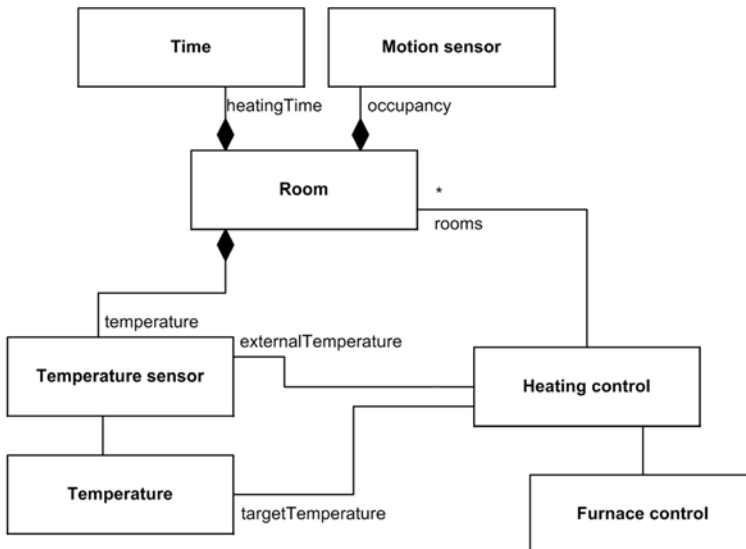 Time
Motion sensor
heatingTime
occupancy
Room
*
rooms
temperature
externalTemperature
Temperature sensor
Heating control
Temperature
targetTemperature
Furnace control